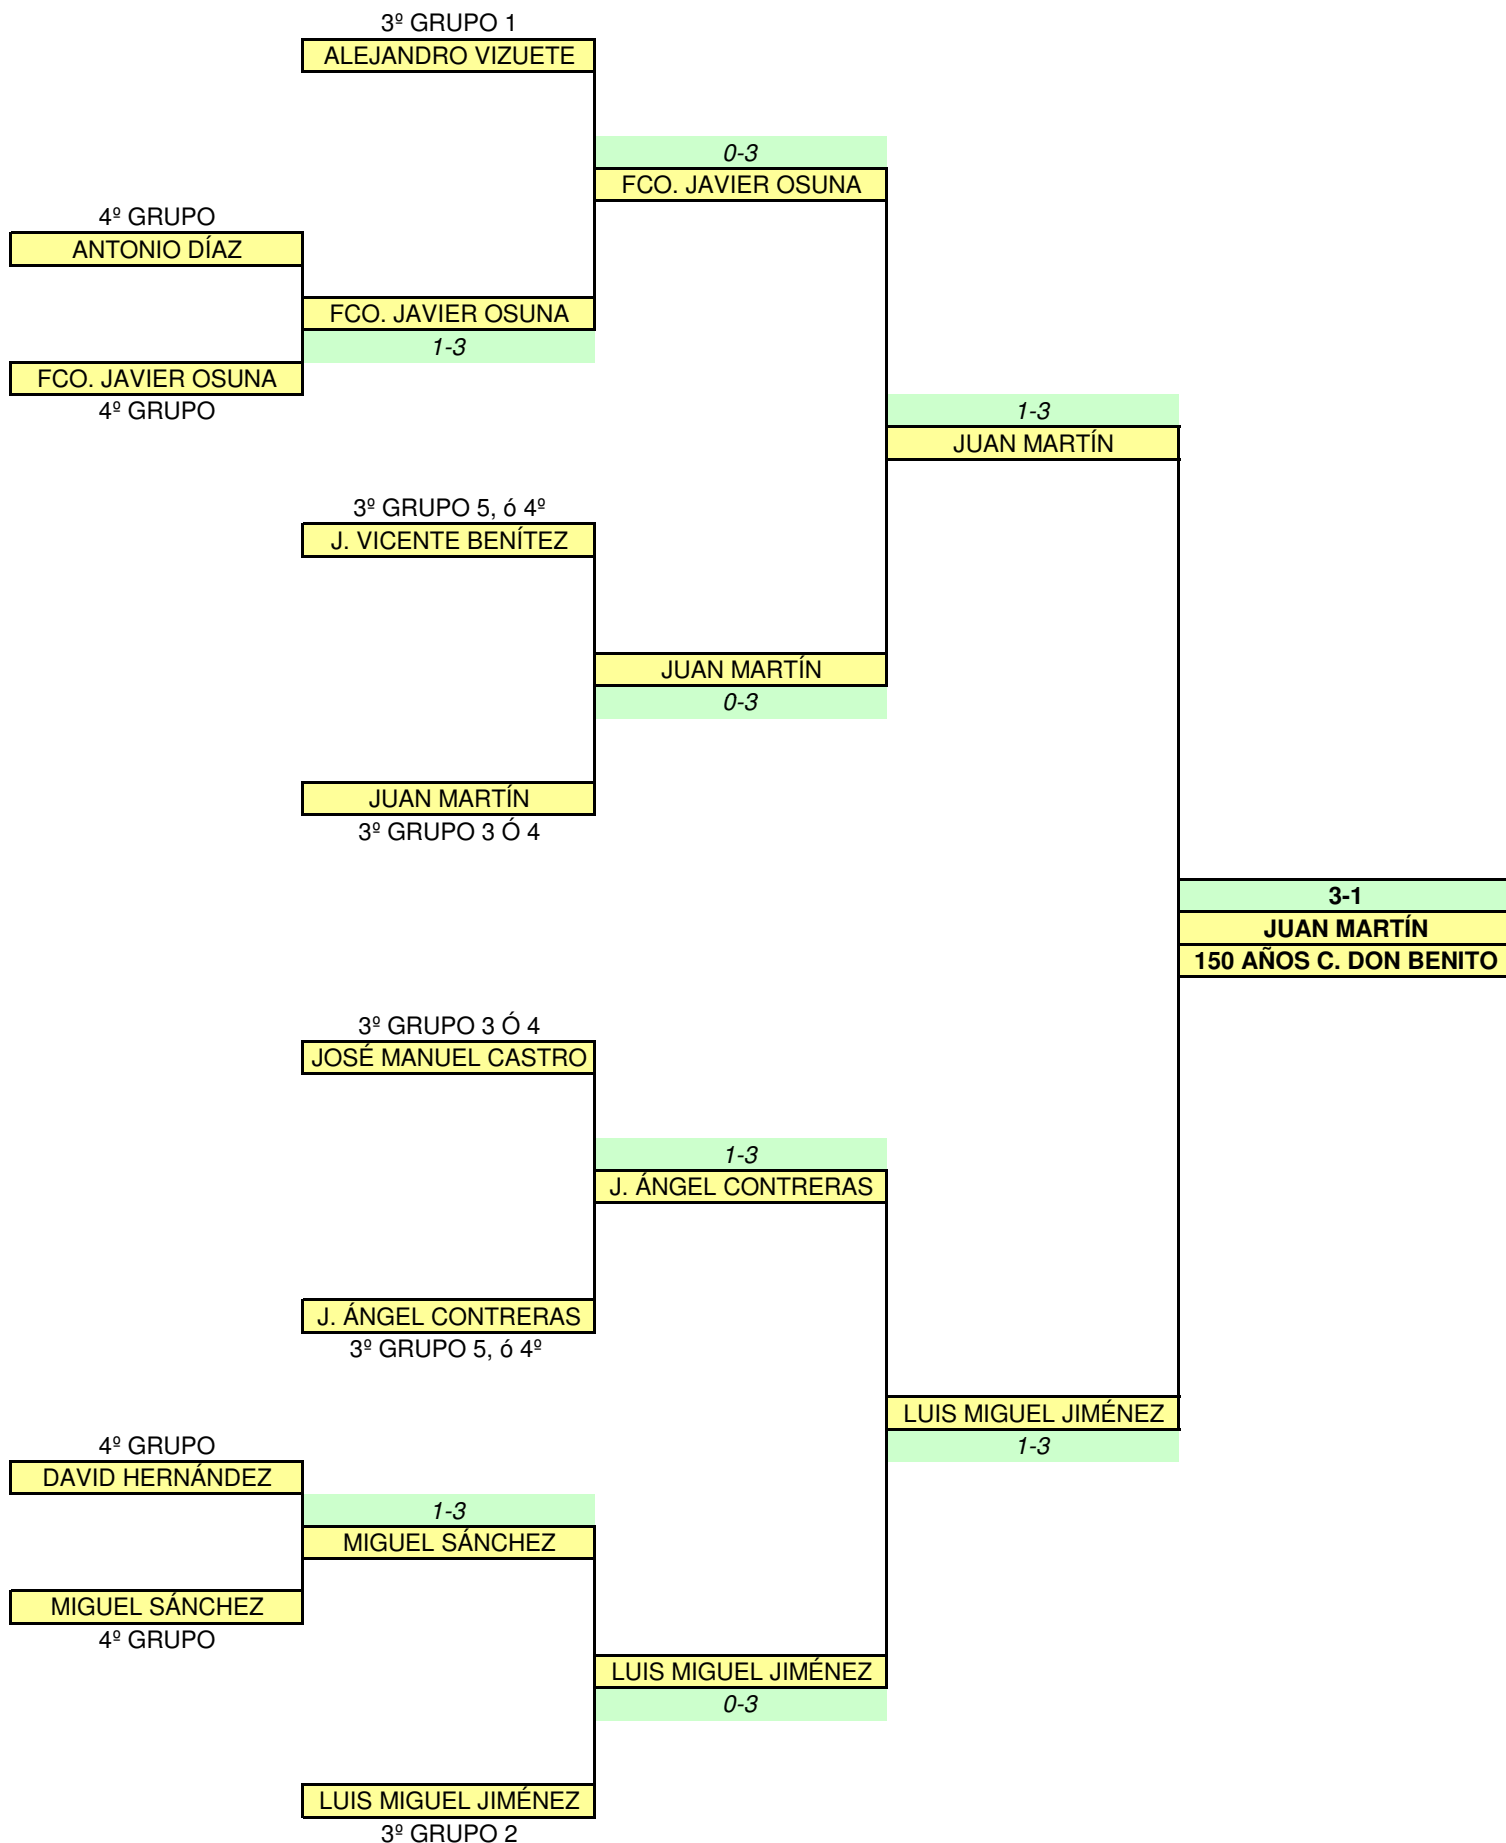 3º GRUPO 1
ALEJANDRO VIZUETE
0-3
FCO. JAVIER OSUNA
4º GRUPO
ANTONIO DÍAZ
FCO. JAVIER OSUNA
1-3
FCO. JAVIER OSUNA
4º GRUPO
1-3
JUAN MARTÍN
3º GRUPO 5, ó 4º
J. VICENTE BENÍTEZ
JUAN MARTÍN
0-3
JUAN MARTÍN
3º GRUPO 3 Ó 4
3-1
JUAN MARTÍN
150 AÑOS C. DON BENITO
3º GRUPO 3 Ó 4
JOSÉ MANUEL CASTRO
1-3
J. ÁNGEL CONTRERAS
J. ÁNGEL CONTRERAS
3º GRUPO 5, ó 4º
LUIS MIGUEL JIMÉNEZ
1-3
4º GRUPO
DAVID HERNÁNDEZ
1-3
MIGUEL SÁNCHEZ
MIGUEL SÁNCHEZ
4º GRUPO
LUIS MIGUEL JIMÉNEZ
0-3
LUIS MIGUEL JIMÉNEZ
3º GRUPO 2